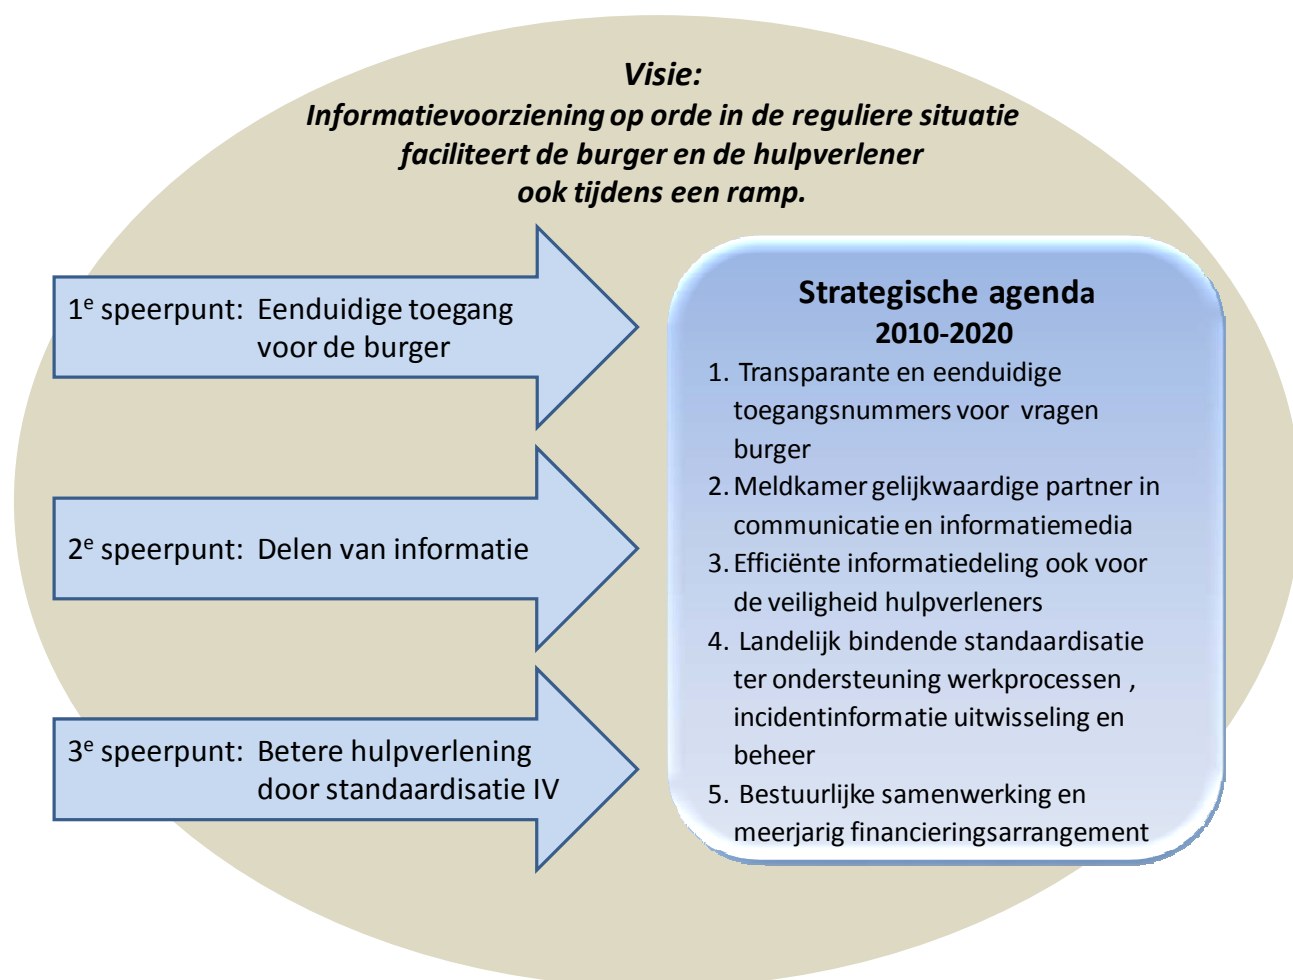 Visie:
Informatievoorziening op orde in de reguliere situatie
faciliteert de burger en de hulpverlener
ook tijdens een ramp.
1e speerpunt: Eenduidige toegang
voor de burger
2e speerpunt: Delen van informatie
3e speerpunt: Betere hulpverlening
door standaardisatie IV
Strategische agenda
2010-2020
1. Transparante en eenduidige
toegangsnummers voor vragen
burger
2. Meldkamer gelijkwaardige partner in
communicatie en informatiemedia
3. Efficiënte informatiedeling ook voor
de veiligheid hulpverleners
4. Landelijk bindende standaardisatie
ter ondersteuning werkprocessen ,
incidentinformatie uitwisseling en
beheer
5. Bestuurlijke samenwerking en
meerjarig financieringsarrangement